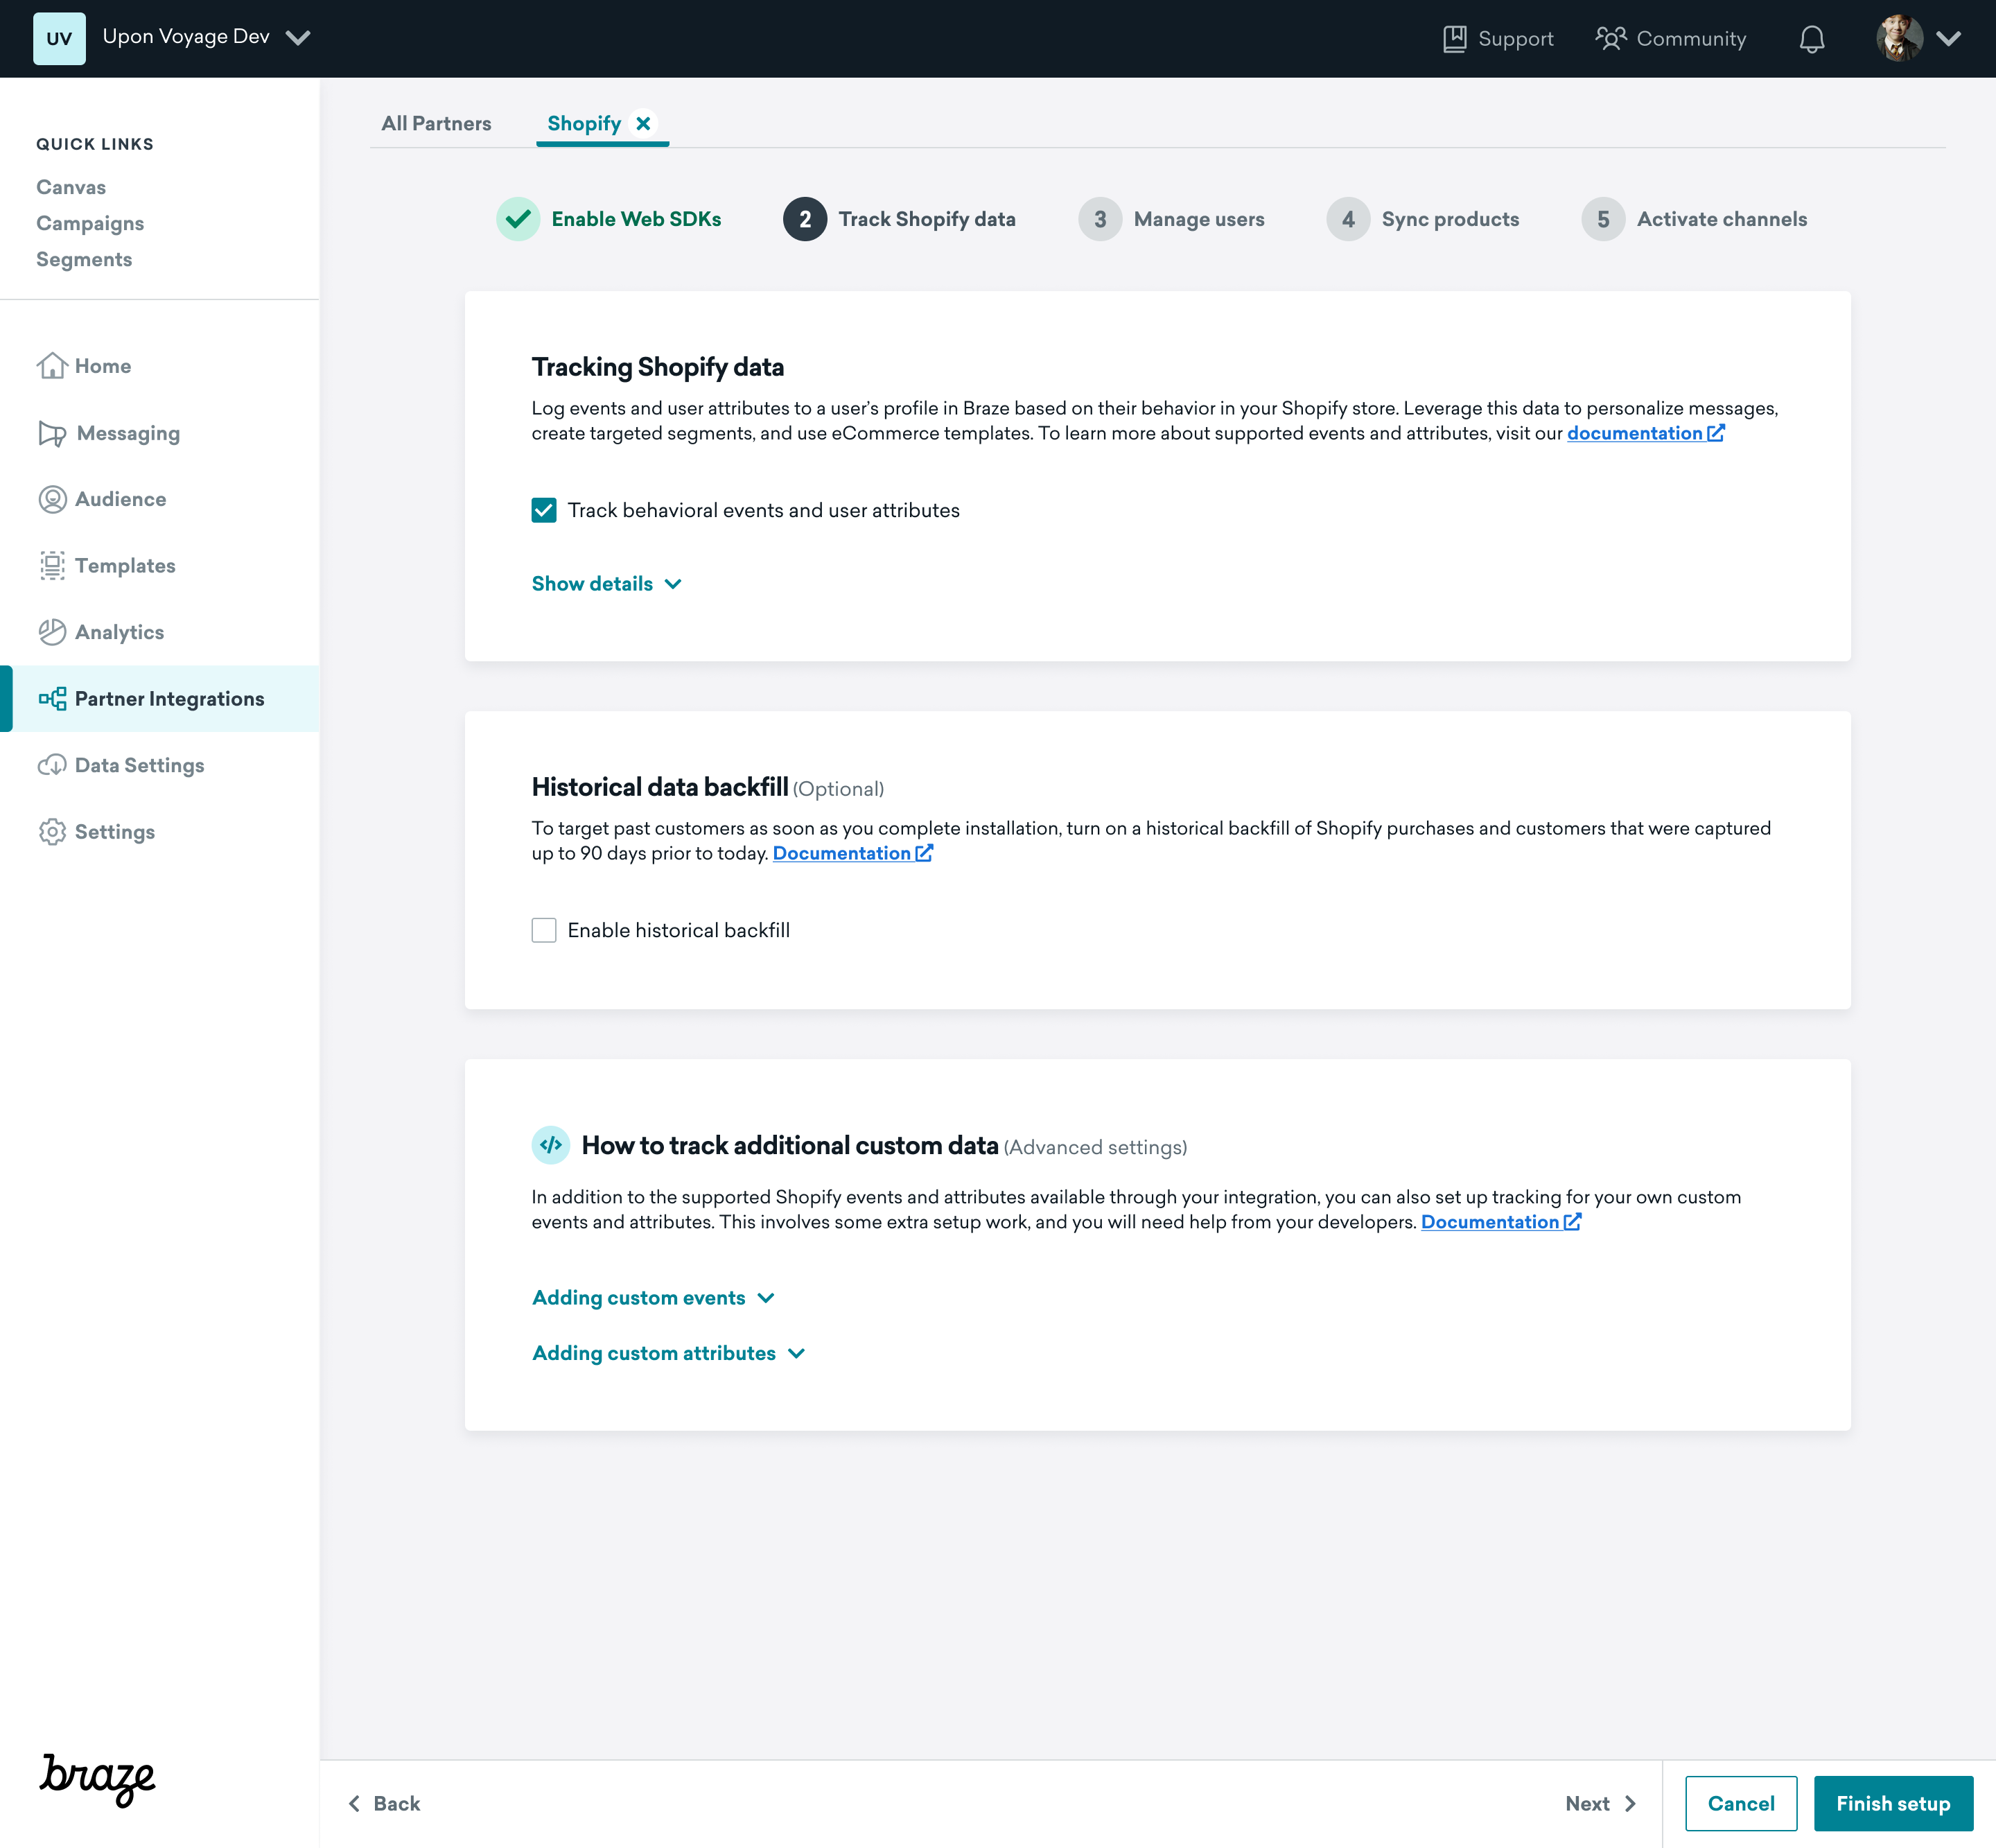 UV
Upon Voyage Dev
Support
Community
QUICK LINKS
Canvas
Campaigns
Segments
Home
Messaging
Audience
Templates
Analytics
Partner Integrations
Data Settings
Settings
braze
All Partners
Shopify
Enable Web SDKs
2 Track Shopify data
3 Manage users
4 Sync products
5 Activate channels
Tracking Shopify data
Log events and user attributes to a user’s profile in Braze based on their behavior in your Shopify store. Leverage this data to personalize messages,
create targeted segments, and use eCommerce templates. To learn more about supported events and attributes, visit our documentation
Track behavioral events and user attributes
Show details
Historical data backfill (Optional)
To target past customers as soon as you complete installation, turn on a historical backfill of Shopify purchases and customers that were captured
up to 90 days prior to today. Documentation
Enable historical backfill
How to track additional custom data (Advanced settings)
In addition to the supported Shopify events and attributes available through your integration, you can also set up tracking for your own custom
events and attributes. This involves some extra setup work, and you will need help from your developers. Documentation
Adding custom events
Adding custom attributes
Back
Next
Cancel
Finish setup